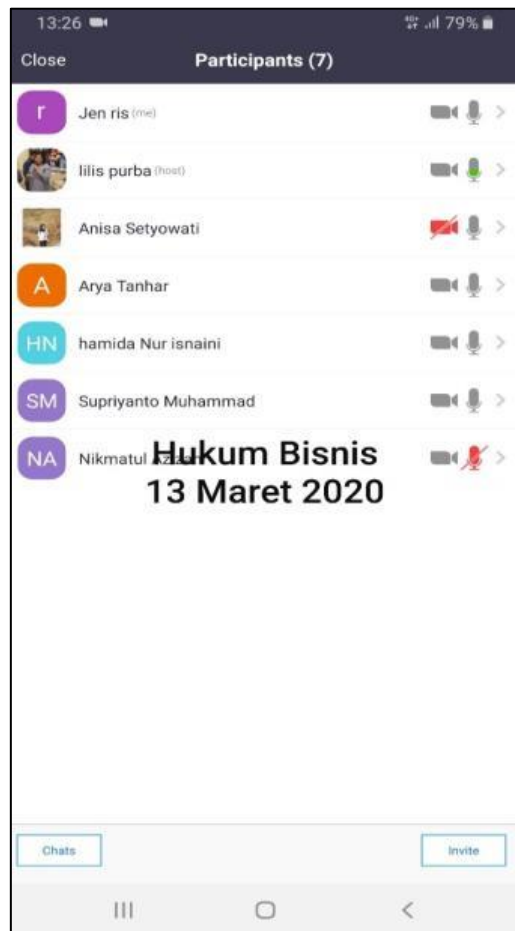 13:26 79%
Close Participants (7)
r Jen ris (me)
lilis purba (host)
Anisa Setyowati
A Arya Tanhar
HN hamida Nur isnaini
SM Supriyanto Muhammad
NA Nikmatul
Hukum Bisnis
13 Maret 2020
Chats Invite